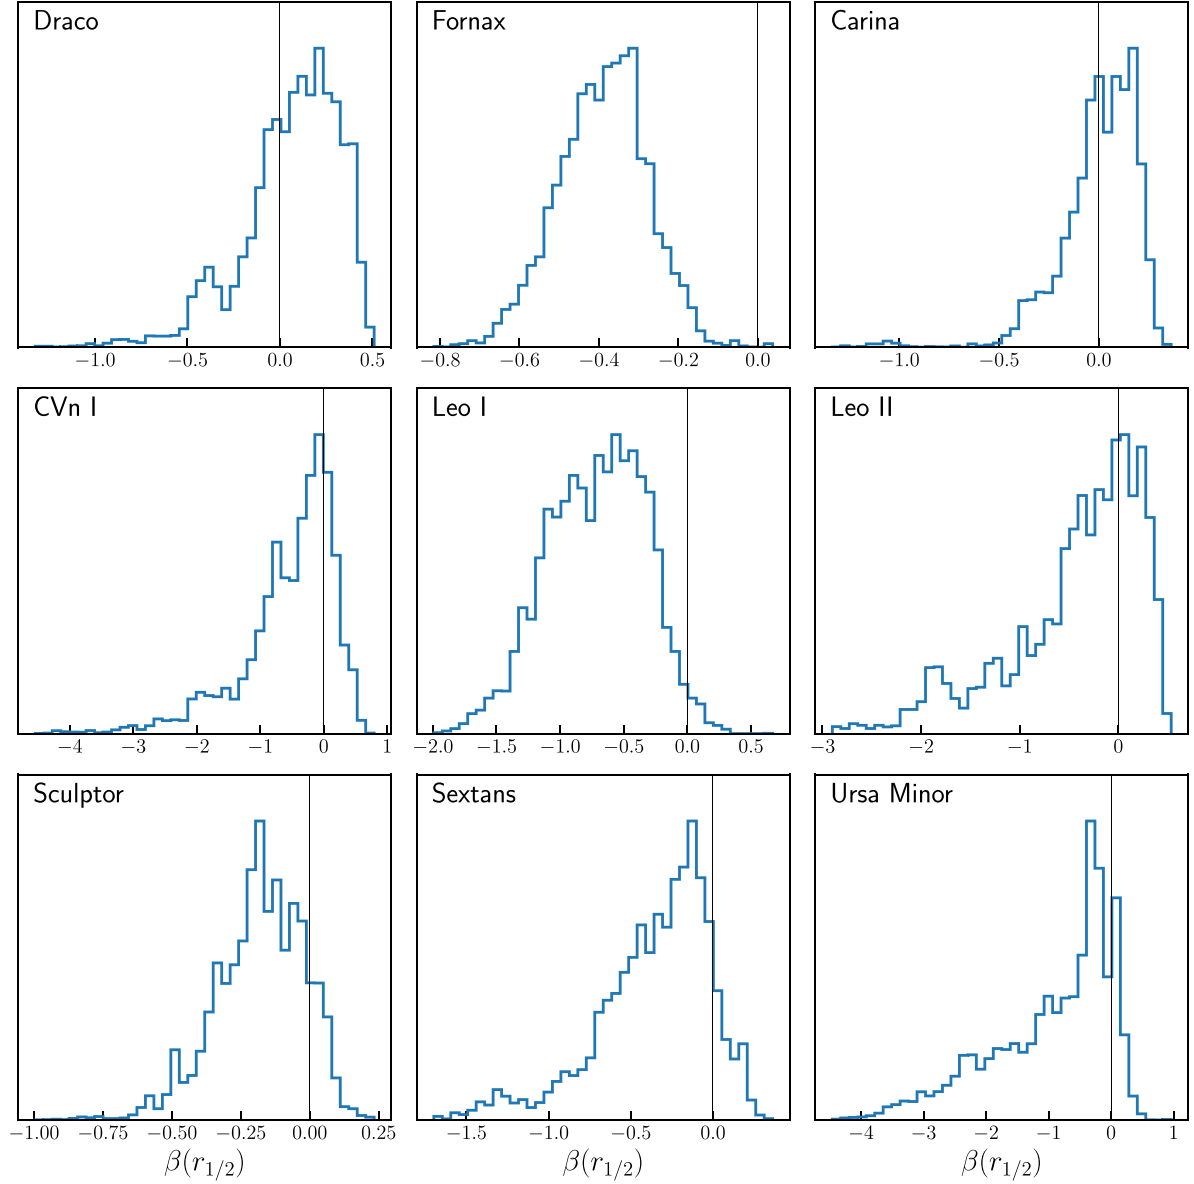 Draco
Fornax
Carina
−1.0 −0.5 0.0 0.5
−0.8 −0.6 −0.4 −0.2 0.0
−1.0 −0.5 0.0
CVn I
Leo I
Leo II
−4 −3 −2 −1 0 1
−2.0 −1.5 −1.0 −0.5 0.0 0.5
−3 −2 −1 0
Sculptor
Sextans
Ursa Minor
−1.00 −0.75 −0.50 −0.25 0.00 0.25
−1.5 −1.0 −0.5 0.0
−4 −3 −2 −1 0 1
β(r1/2)
β(r1/2)
β(r1/2)